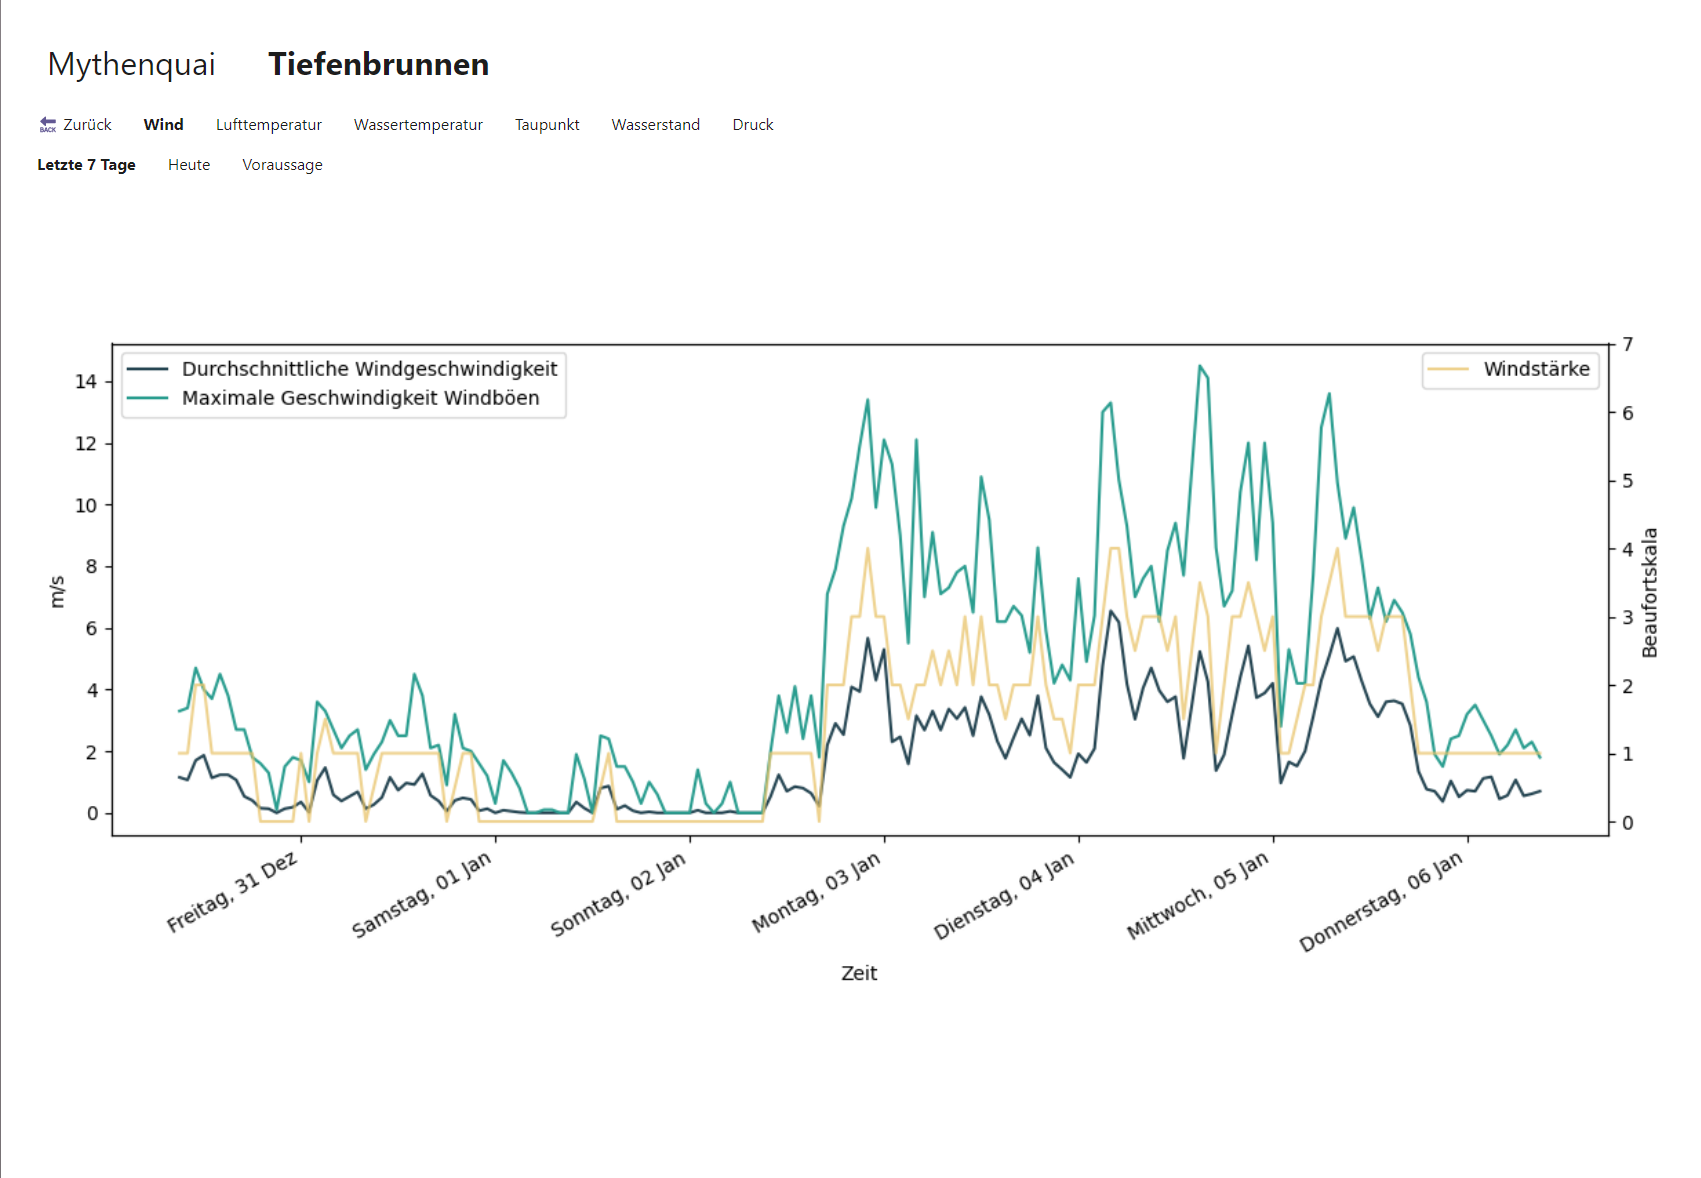 Mythenquai Tiefenbrunnen
BACK Zurück Wind Lufttemperatur Wassertemperatur Taupunkt Wasserstand Druck
Letzte 7 Tage Heute Voraussage
Durchschnittliche Windgeschwindigkeit
Maximale Geschwindigkeit Windböen
Windstärke
14
12
10
8
6
4
2
0
m/s
7
6
5
4
3
2
1
0
Beaufortskala
Freitag, 31 Dez
Samstag, 01 Jan
Sonntag, 02 Jan
Montag, 03 Jan
Dienstag, 04 Jan
Mittwoch, 05 Jan
Donnerstag, 06 Jan
Zeit